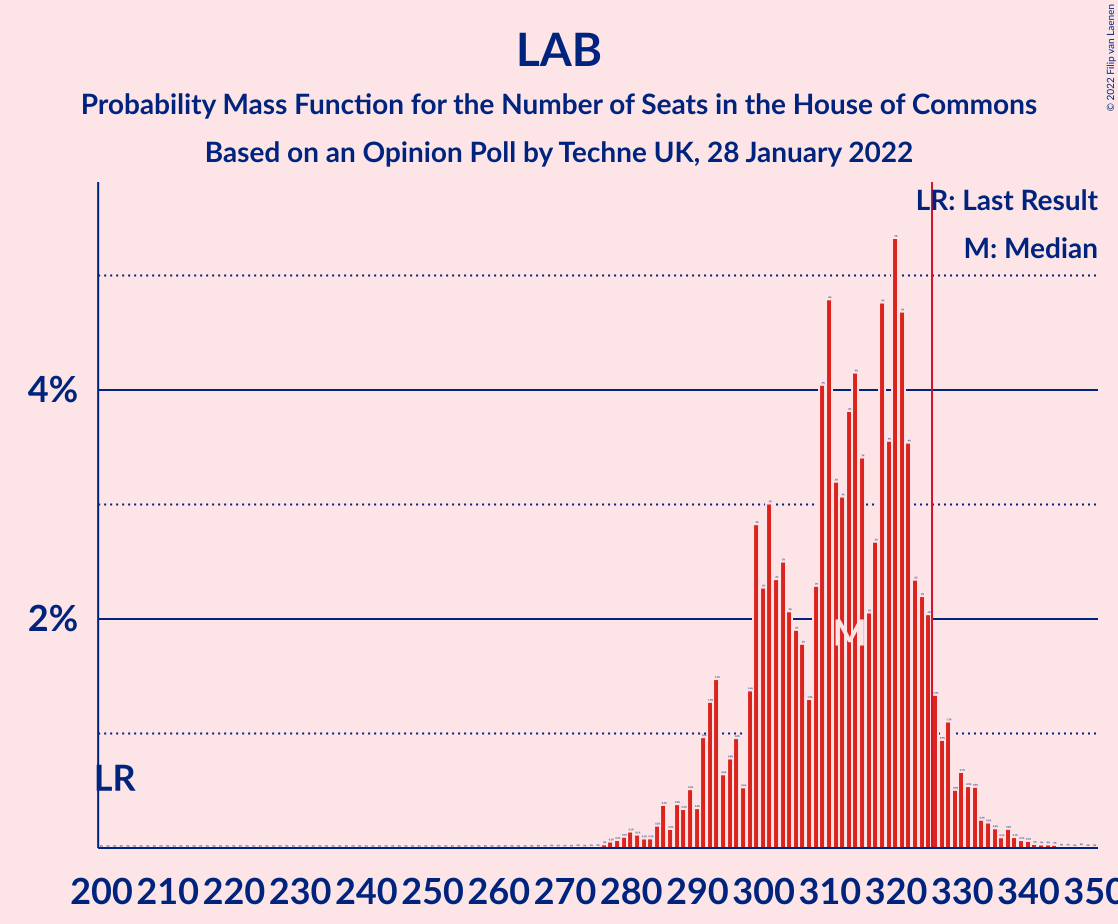 LAB
Probability Mass Function for the Number of Seats in the House of Commons
Based on an Opinion Poll by Techne UK, 28 January 2022
© 2022 Filip van Laenen
LR: Last Result
M: Median
4%
2%
M
LR
200 210 220 230 240 250 260 270 280 290 300 310 320 330 340 350